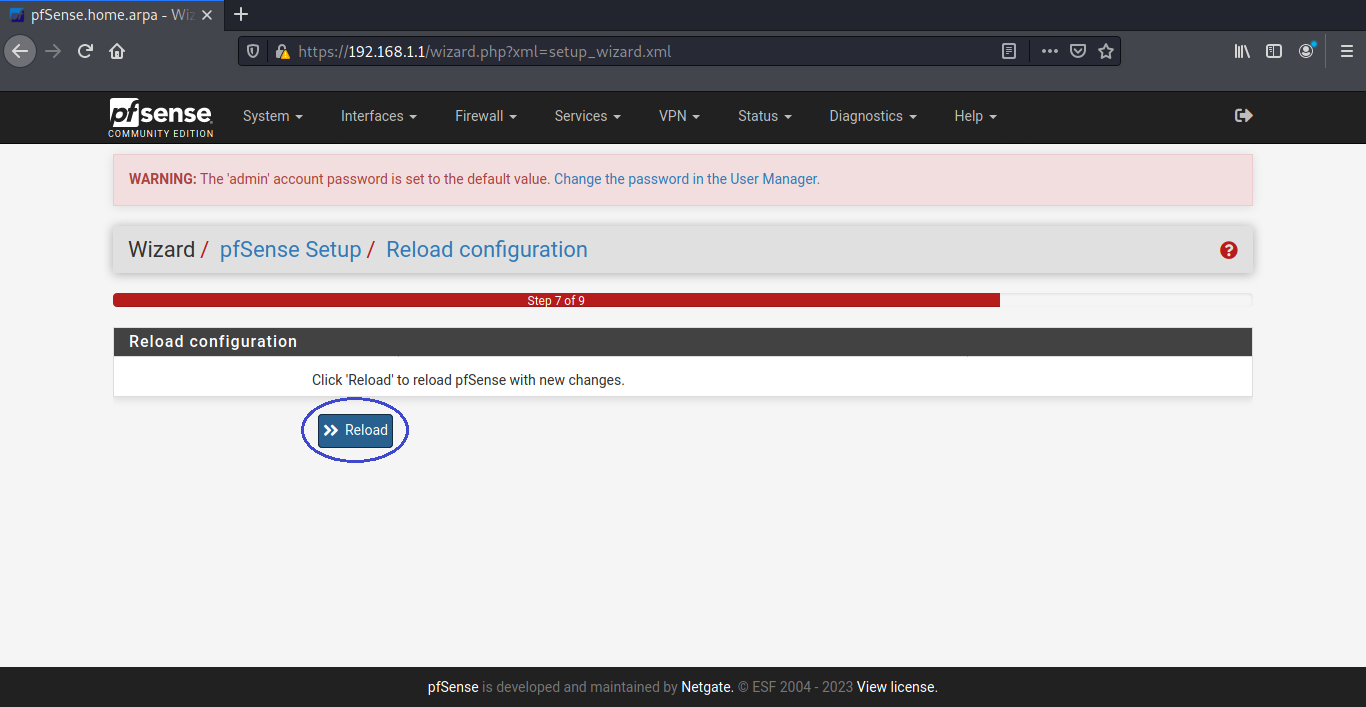 pfSense.home.arpa - Wiz
https://192.168.1.1/wizard.php?xml=setup_wizard.xml
pfsense
COMMUNITY EDITION
System Interfaces Firewall Services VPN Status Diagnostics Help
WARNING: The 'admin' account password is set to the default value. Change the password in the User Manager.
Wizard / pfSense Setup / Reload configuration
Step 7 of 9
Reload configuration
Click 'Reload' to reload pfSense with new changes.
Reload
pfSense is developed and maintained by Netgate. © ESF 2004 - 2023 View license.